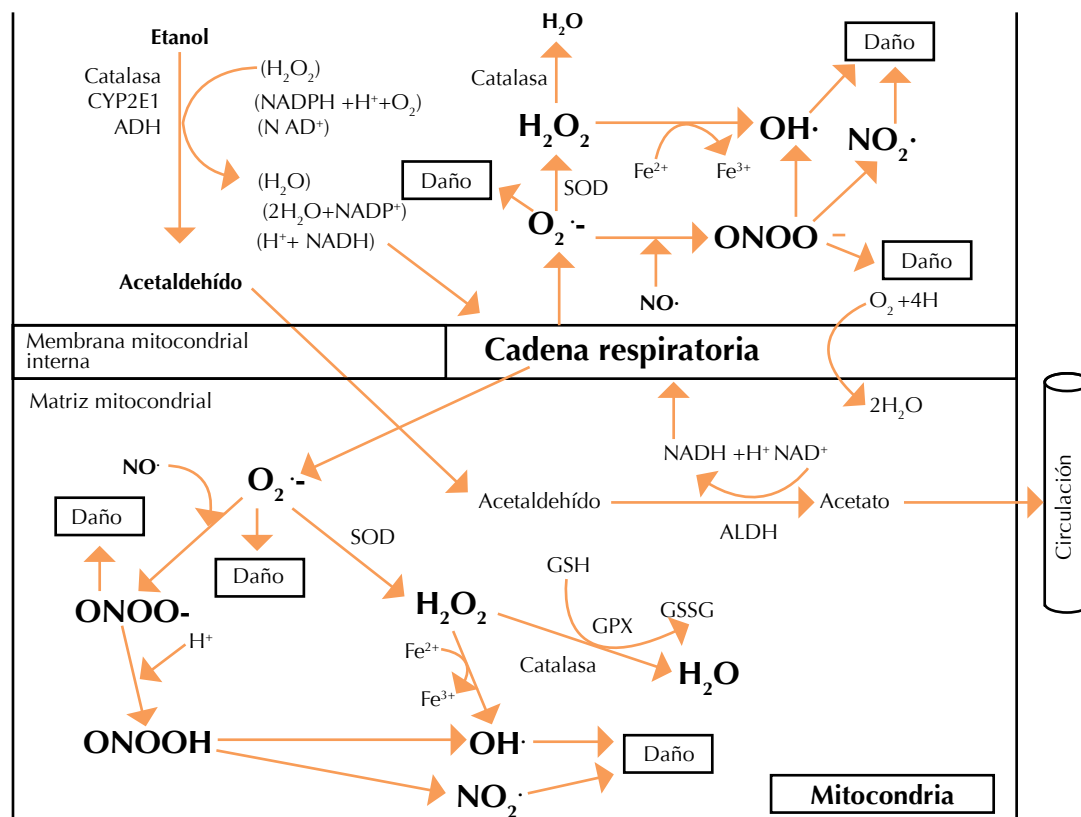 H₂O
Etanol
Daño
Catalasa
CYP2E1
ADH
(H₂O₂)
(NADPH +H⁺+O₂)
(N AD⁺)
Catalasa
H₂O₂
OH·
NO₂·
Fe²⁺
Fe³⁺
Daño
SOD
(H₂O)
(2H₂O+NADP⁺)
(H⁺+ NADH)
O₂·-
ONOO –
Daño
Acetaldehído
NO·
O₂ +4H
Membrana mitocondrial
interna
Cadena respiratoria
Matriz mitocondrial
2H₂O
NADH +H⁺ NAD⁺
NO·
O₂·-
Acetaldehído
Acetato
ALDH
Circulación
Daño
SOD
Daño
GSH
ONOO-
H₂O₂
GSSG
GPX
H⁺
Fe²⁺
Catalasa
H₂O
Fe³⁺
ONOOH
OH·
Daño
NO₂·
Mitocondria